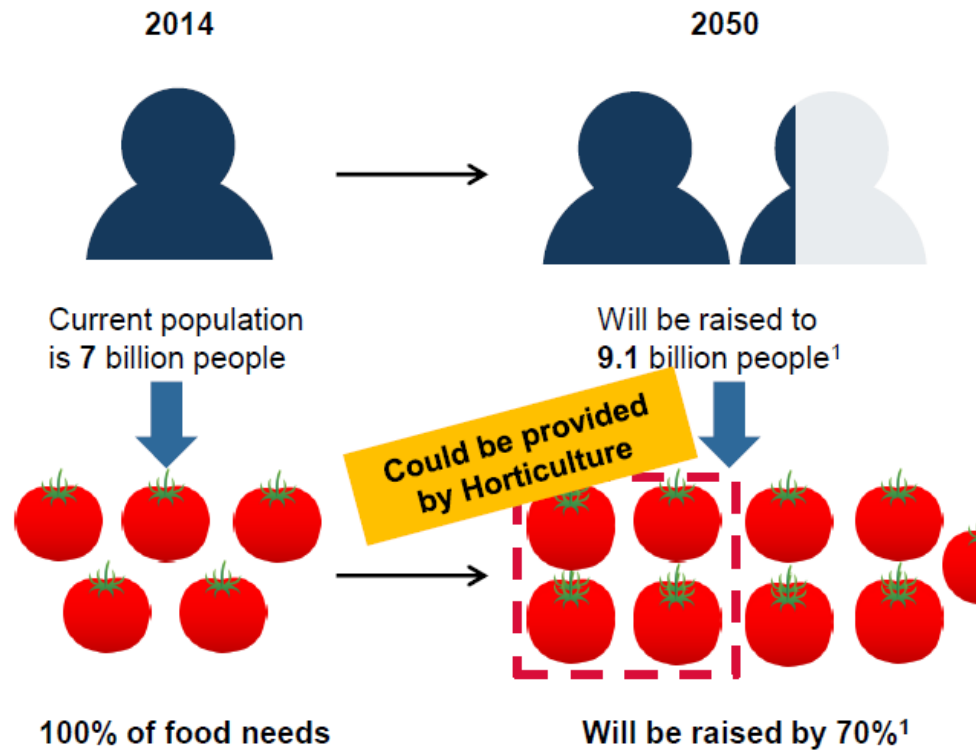 2014
2050
Current population
is 7 billion people
Will be raised to
9.1 billion people¹
Could be provided
by Horticulture
100% of food needs
Will be raised by 70%¹